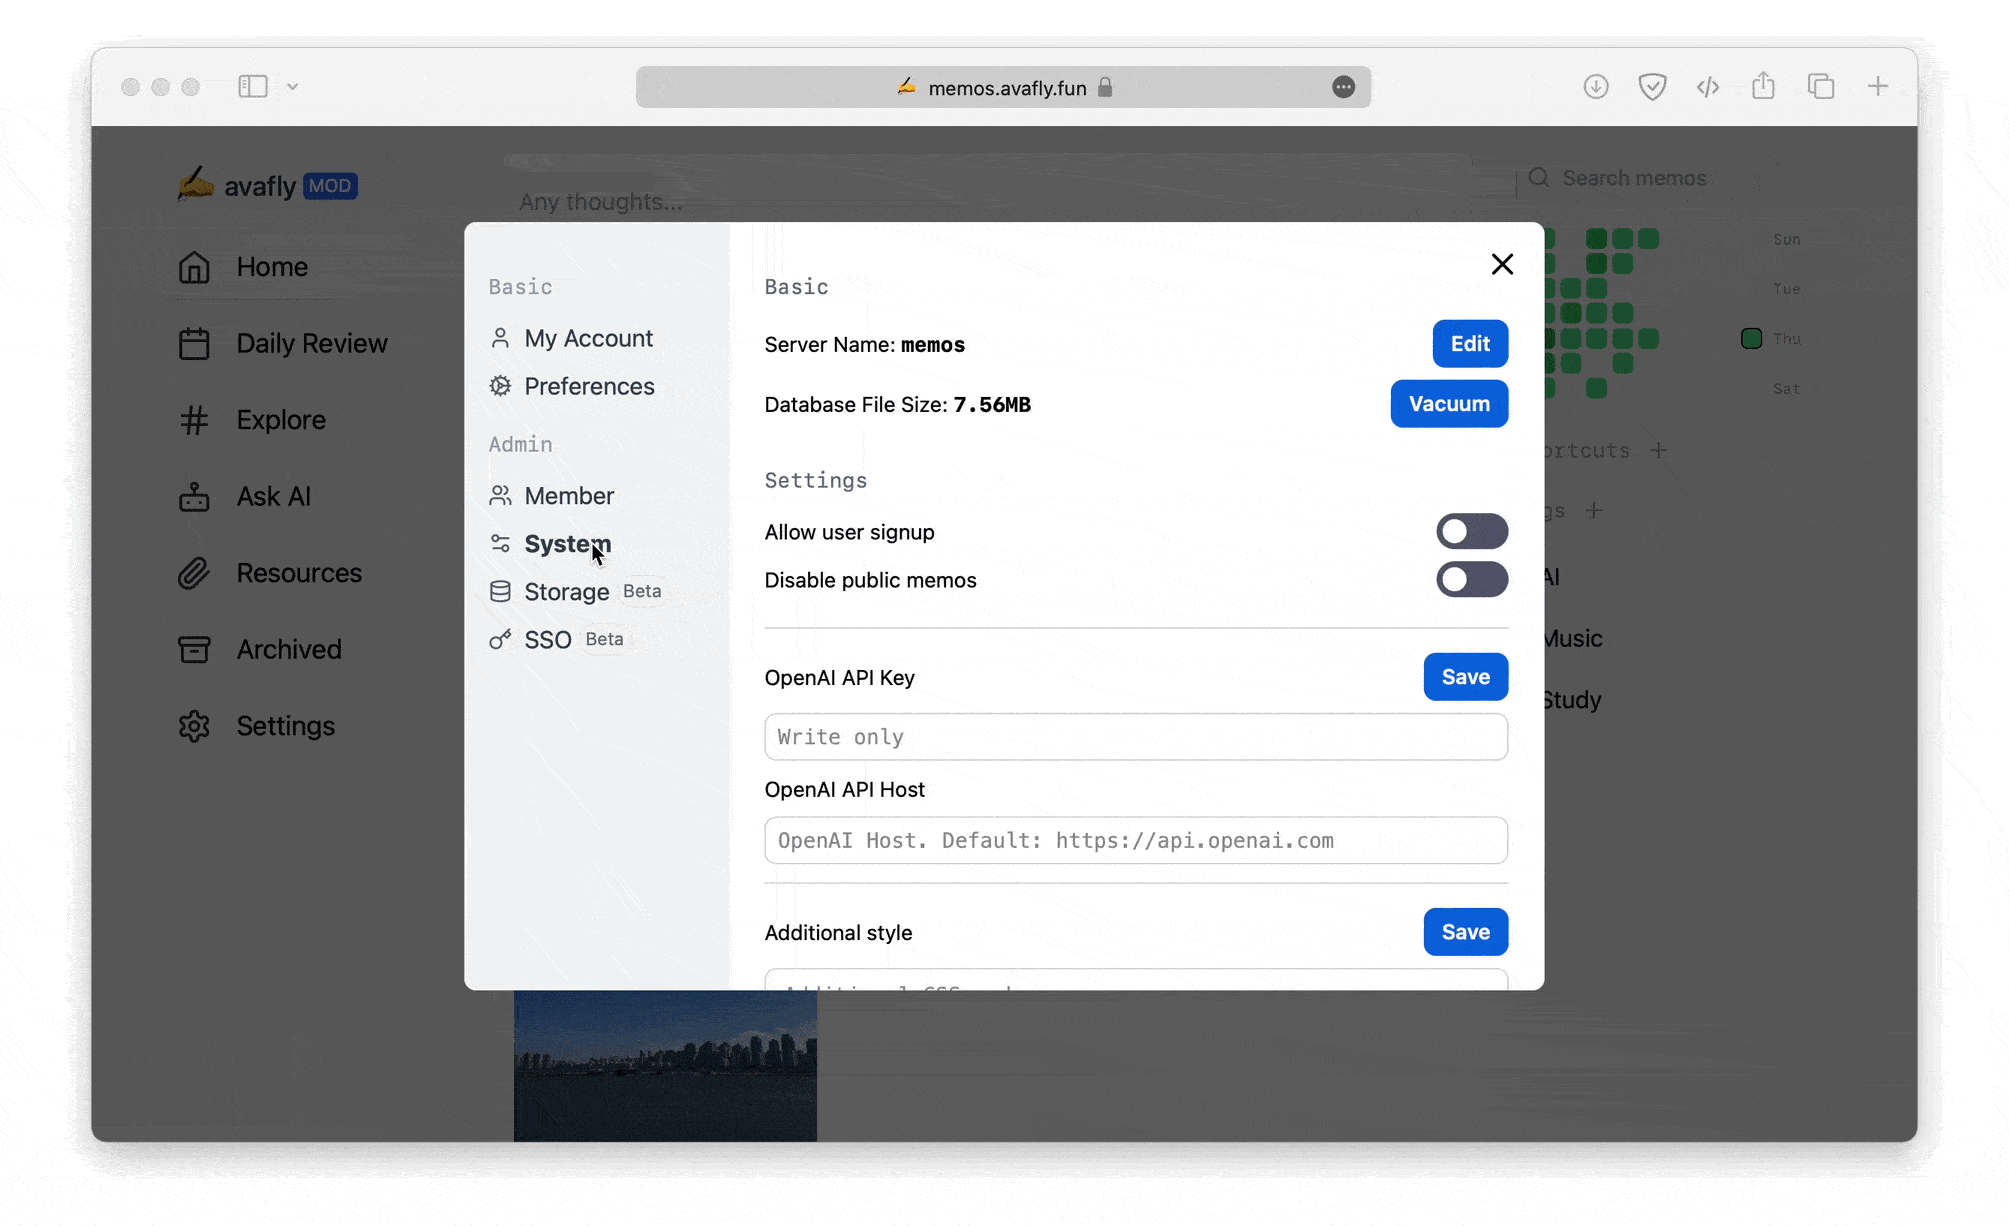 memos.avafly.fun
avafly MOD
Home
Daily Review
Explore
Ask AI
Resources
Archived
Settings
Any thoughts...
Basic
My Account
Preferences
Admin
Member
System
Storage Beta
SSO Beta
Basic
Server Name: memos
Edit
Database File Size: 7.56MB
Vacuum
Settings
Allow user signup
Disable public memos
OpenAI API Key
Save
Write only
OpenAI API Host
OpenAI Host. Default: https://api.openai.com
Additional style
Save
Search memos
Sun
Tue
Thu
Sat
ortcuts
gs
AI
Music
Study